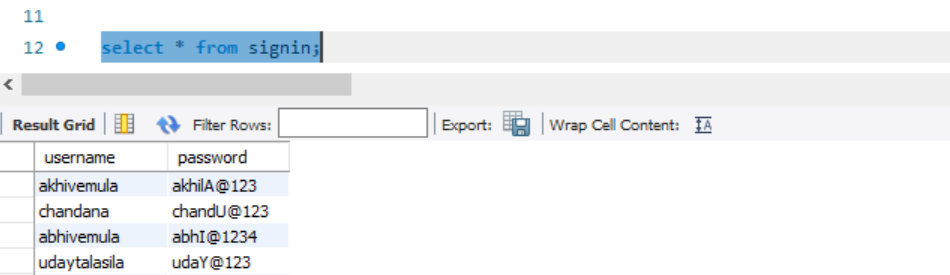 11
12 select * from signin;
Result Grid Filter Rows: Export: Wrap Cell Content:
username password
akhivemula akhilA@123
chandana chandU@123
abhivemula abhI@1234
udaytalasila udaY@123